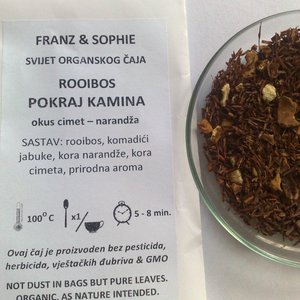 FRANZ & SOPHIE
SVIJET ORGANSKOG ČAJA
ROOIBOS
POKRAJ KAMINA
okus cimet – narandža
SASTAV: rooibos, komadići
jabuke, kora narandže, kora
cimeta, prirodna aroma
100°C x1 5 - 8 min.
Ovaj čaj je proizvoden bez pesticida,
herbicida, vještačkih đubriva & GMO
NOT DUST IN BAGS BUT PURE LEAVES.
ORGANIC, AS NATURE INTENDED.